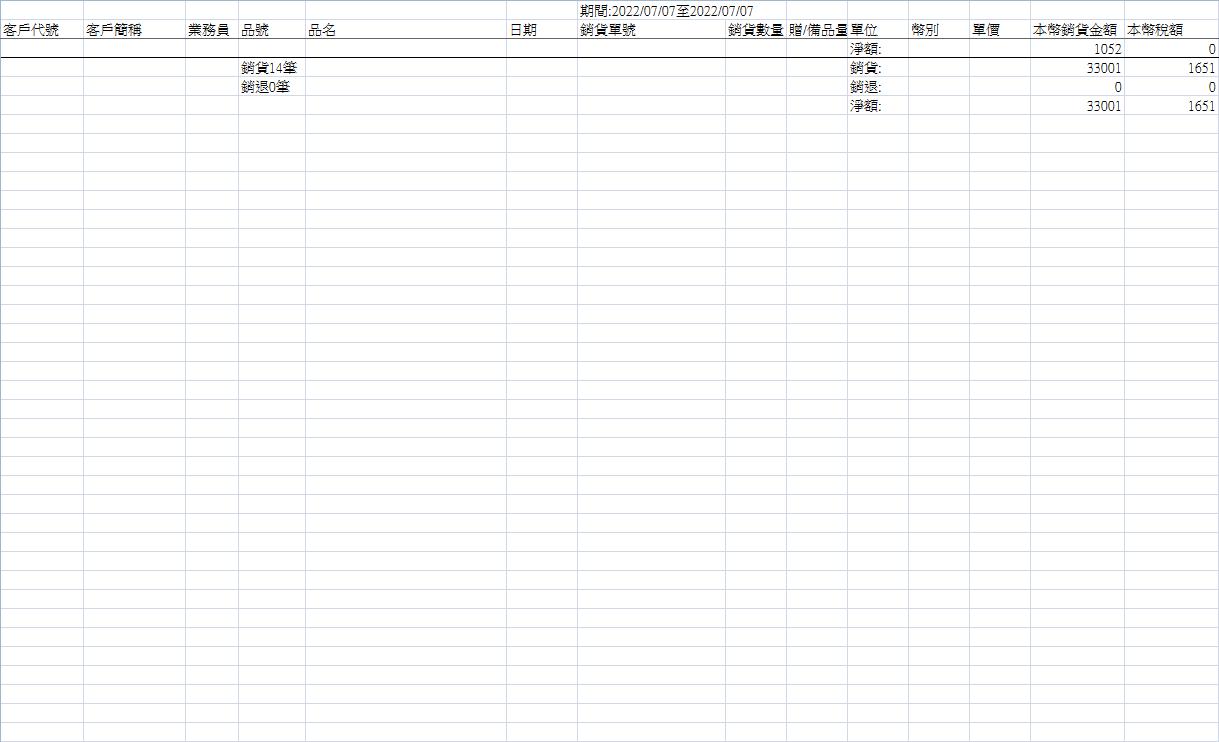 期間:2022/07/07至2022/07/07
客戶代號 客戶簡稱 業務員 品號 品名 日期 銷貨單號 銷貨數量 贈/備品量 單位 幣別 單價 本幣銷貨金額 本幣稅額
淨額: 1052 0
銷貨14筆 銷貨: 33001 1651
銷退0筆 銷退: 0 0
淨額: 33001 1651